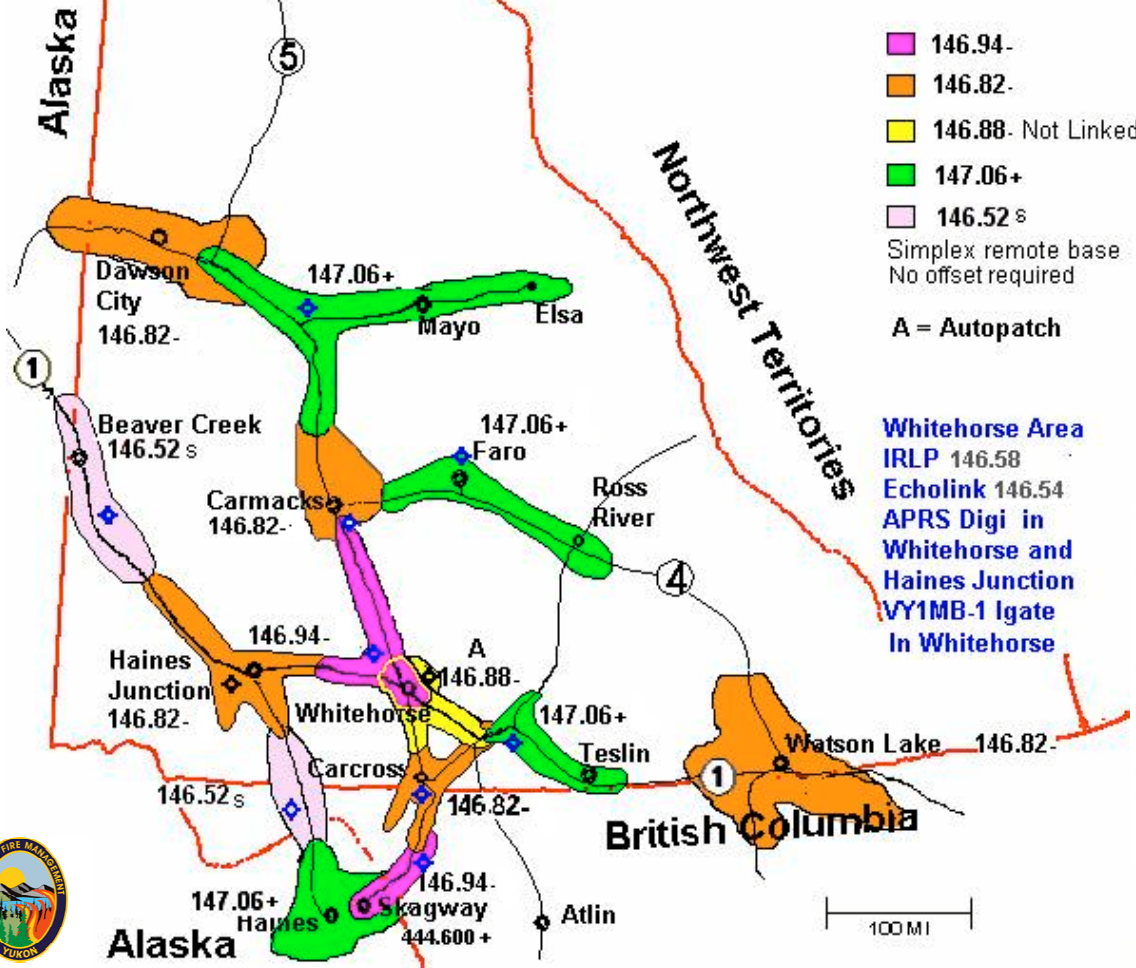 Alaska
5
146.94-
146.82-
146.88- Not Linked
147.06+
146.52 s
Simplex remote base
No offset required
A = Autopatch
Northwest Territories
Dawson
City
146.82-
147.06+
Mayo
Elsa
1
Beaver Creek
146.52 s
147.06+
Faro
Carmacks
146.82-
Ross
River
4
Whitehorse Area
IRLP 146.58
Echolink 146.54
APRS Digi in
Whitehorse and
Haines Junction
VY1MB-1 Igate
In Whitehorse
146.94-
A
146.88-
Haines
Junction
146.82-
Whitehorse
147.06+
Teslin
Watson Lake 146.82-
1
Carcross
146.52 s
146.82-
British Columbia
FIRE MANAGEMENT
YUKON
146.94-
147.06+
Haines
Skagway
444.600 +
Atlin
Alaska
100 MI